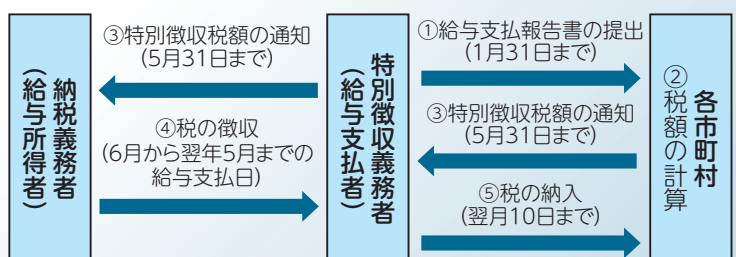 納税義務者
(給与所得者)
③特別徴収税額の通知
(5月31日まで)
④税の徴収
(6月から翌年5月までの
給与支払日)
特別徴収義務者
(給与支払者)
①給与支払報告書の提出
(1月31日まで)
③特別徴収税額の通知
(5月31日まで)
⑤税の納入
(翌月10日まで)
各市町村
②税額の計算